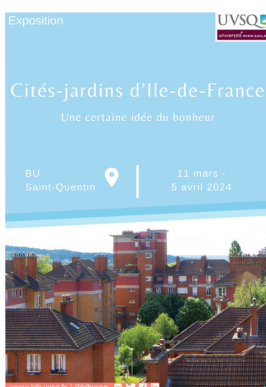 Exposition
UVSQ
université PARIS-SACLAY
Cités-jardins d'Ile-de-France
Une certaine idée du bonheur
BU
Saint-Quentin
11 mars -
5 avril 2024